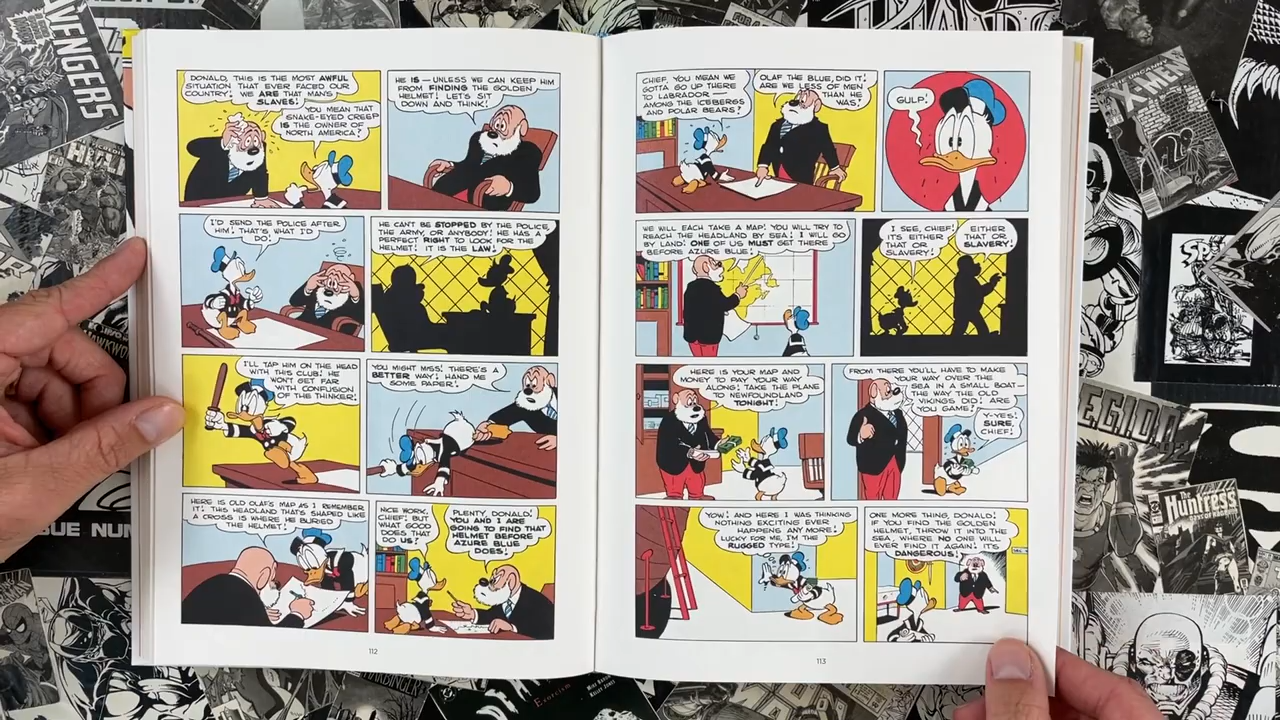 DONALD, THIS IS THE MOST AWFUL
SITUATION THAT EVER FACED OUR
COUNTRY! WE ARE THAT MAN'S
SLAVES!
YOU MEAN THAT
SNAKE-EYED CREEP
IS THE OWNER OF
NORTH AMERICA?
HE IS — UNLESS WE CAN KEEP HIM
FROM FINDING THE GOLDEN
HELMET! LET'S SIT
DOWN AND THINK!
I'D SEND THE POLICE AFTER
HIM! THAT'S WHAT I'D
DO!
HE CAN'T BE STOPPED BY THE POLICE,
THE ARMY, OR ANYBODY! HE HAS A
PERFECT RIGHT TO LOOK FOR THE
HELMET! IT IS THE LAW!
I'LL TAP HIM ON THE HEAD
WITH THIS CLUB! HE
WON'T GET FAR
WITH CONFUSION
OF THE THINKER!
YOU MIGHT MISS! THERE'S A
BETTER WAY! HAND ME
SOME PAPER!
HERE IS OLD OLAF'S MAP AS I REMEMBER
IT! THIS HEADLAND THAT'S SHAPED LIKE
A CROSS IS WHERE HE BURIED
THE HELMET!
NICE WORK,
CHIEF! BUT
WHAT GOOD
DOES THAT
DO US?
PLENTY, DONALD!
YOU AND I ARE
GOING TO FIND THAT
HELMET BEFORE
AZURE BLUE
DOES!
112
CHIEF, YOU MEAN WE
GOTTA GO UP THERE
TO LABRADOR —
AMONG THE ICEBERGS
AND POLAR BEARS?
OLAF THE BLUE, DID IT!
ARE WE LESS OF MEN
THAN HE
WAS?
GULP!
WE WILL EACH TAKE A MAP! YOU WILL TRY TO
REACH THE HEADLAND BY SEA! I WILL GO
BY LAND! ONE OF US MUST GET THERE
BEFORE AZURE BLUE!
I SEE, CHIEF!
IT'S EITHER
THAT OR
SLAVERY!
EITHER
THAT OR
SLAVERY!
HERE IS YOUR MAP AND
MONEY TO PAY YOUR WAY
ALONG! TAKE THE PLANE
TO NEWFOUNDLAND
TONIGHT!
FROM THERE YOU'LL HAVE TO MAKE
YOUR WAY OVER THE
SEA IN A SMALL BOAT—
THE WAY THE OLD
VIKINGS DID! ARE
YOU GAME?
Y-YES!
SURE,
CHIEF!
YOW! AND HERE I WAS THINKING
NOTHING EXCITING EVER
HAPPENS ANY MORE!
LUCKY FOR ME, I'M THE
RUGGED TYPE!
ONE MORE THING, DONALD!
IF YOU FIND THE GOLDEN
HELMET, THROW IT INTO THE
SEA, WHERE NO ONE WILL
EVER FIND IT AGAIN! IT'S
DANGEROUS!
113
AVENGERS
X-MEN
LEGION '92
The Huntress
HAWKWO
SUE NUM
Exorcism